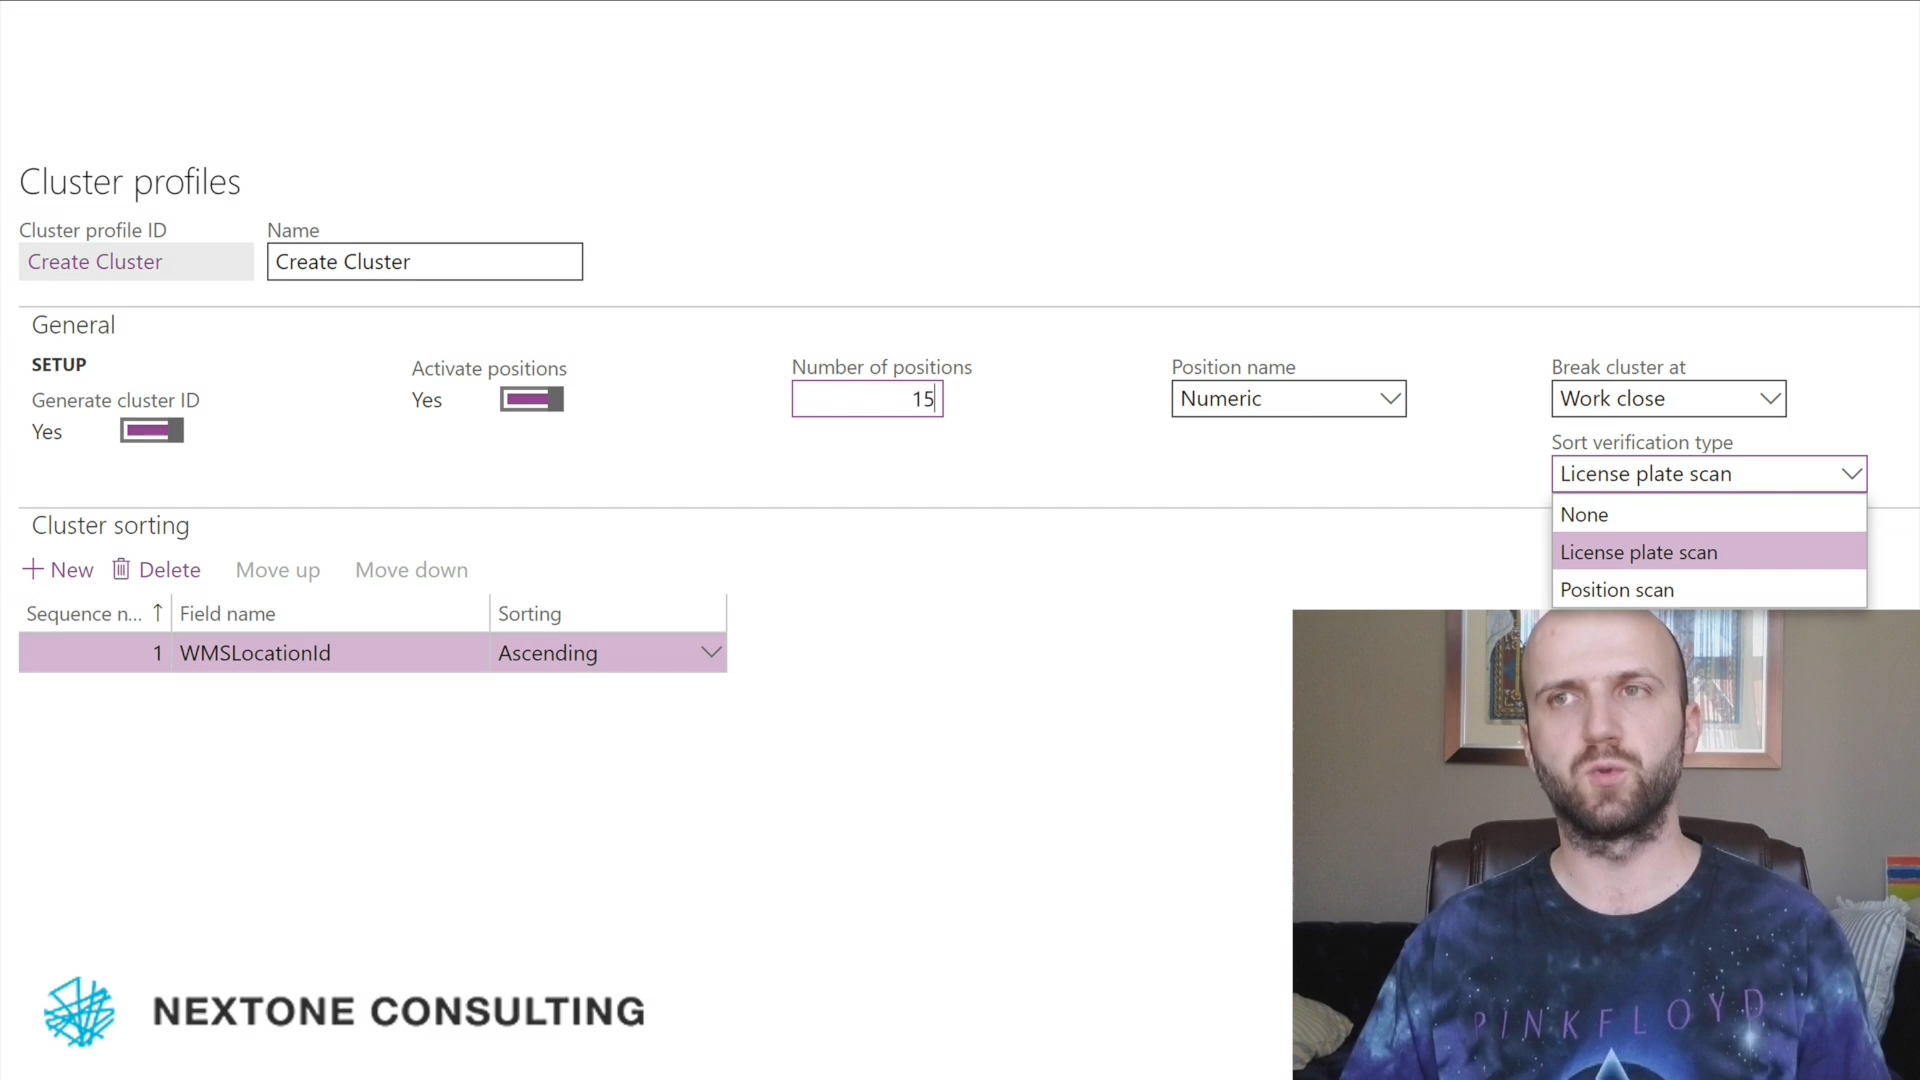 Cluster profiles
Cluster profile ID
Name
Create Cluster
Create Cluster
General
SETUP
Generate cluster ID
Yes
Activate positions
Yes
Number of positions
15
Position name
Numeric
Break cluster at
Work close
Sort verification type
License plate scan
None
License plate scan
Position scan
Cluster sorting
New
Delete
Move up
Move down
Sequence n... ↑
Field name
Sorting
1
WMSLocationId
Ascending
NEXTONE CONSULTING
PINK FLOYD